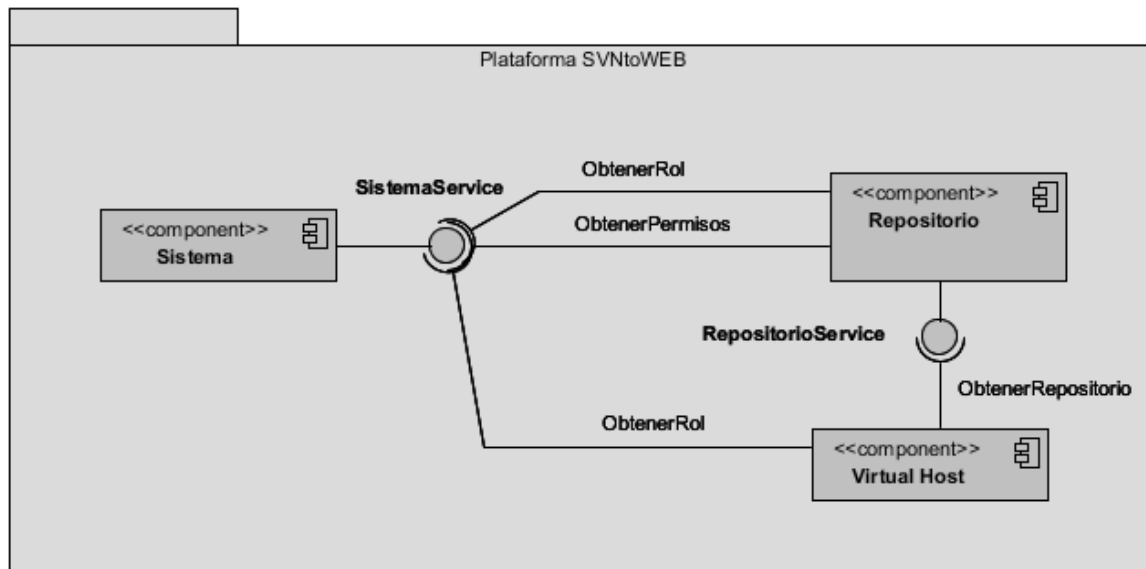 Plataforma SVNtoWEB
ObtenerRol
SistemaService
<<component>>
Repositorio
<<component>>
Sistema
ObtenerPermisos
RepositorioService
ObtenerRepositorio
ObtenerRol
<<component>>
Virtual Host